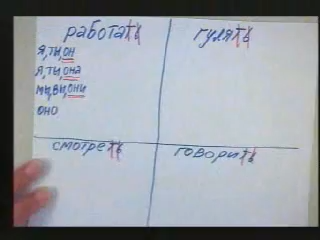 работать
гулять
я, ты, он
я, ты, она
мы, вы, они
оно
смотреть
говорить